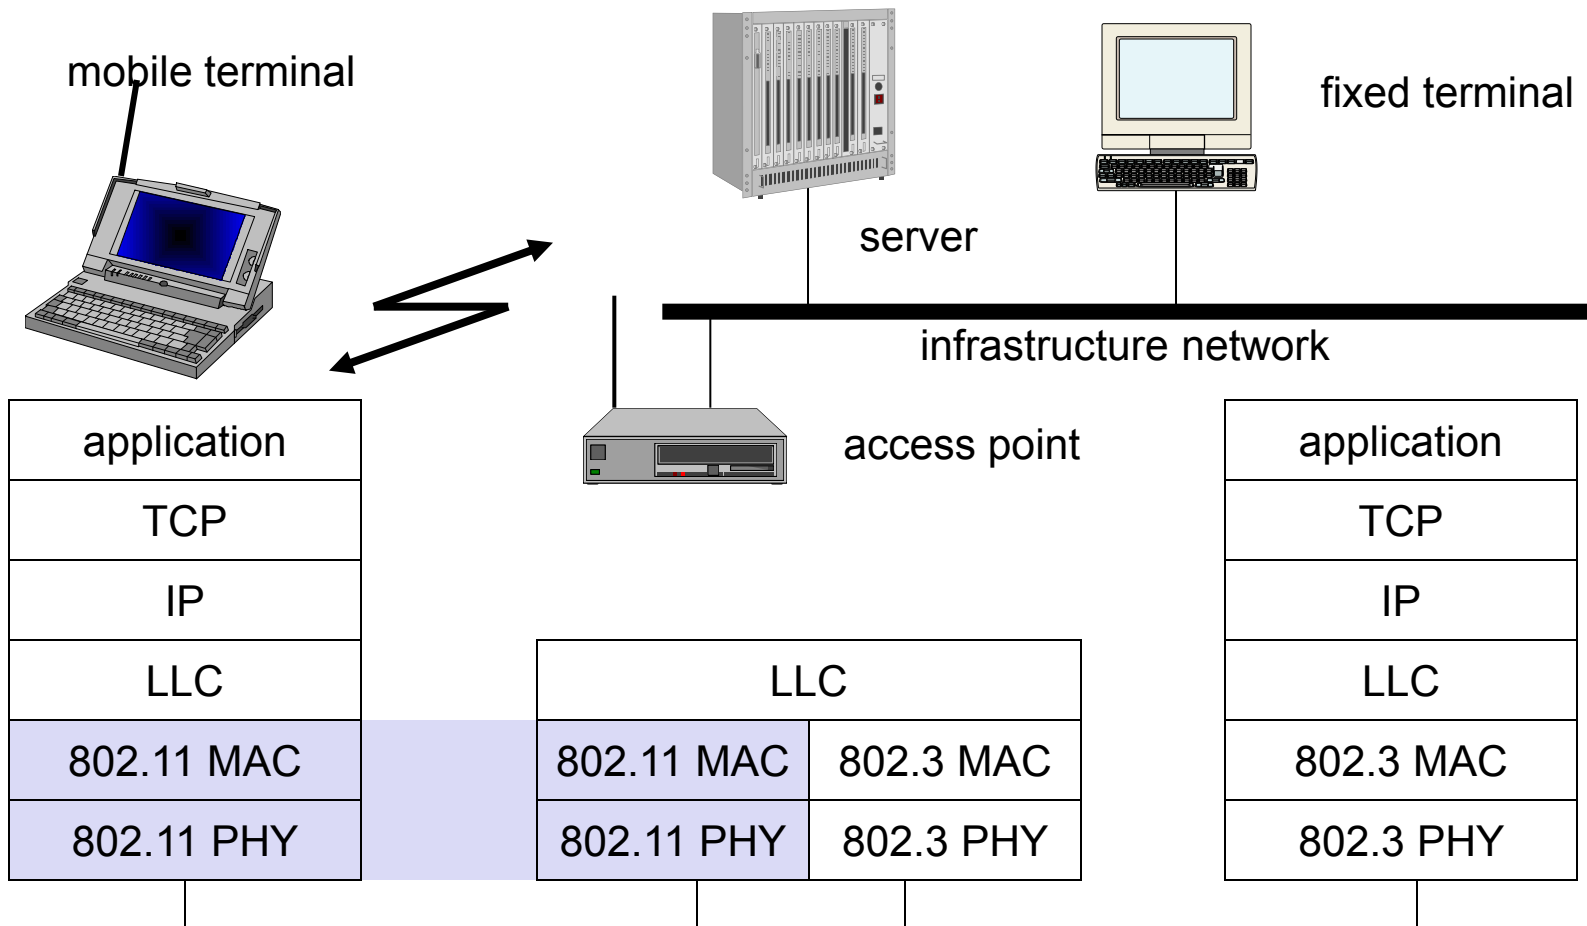 mobile terminal
fixed terminal
server
infrastructure network
access point
application
TCP
IP
LLC
802.11 MAC
802.11 PHY
LLC
802.11 MAC
802.3 MAC
802.11 PHY
802.3 PHY
application
TCP
IP
LLC
802.3 MAC
802.3 PHY